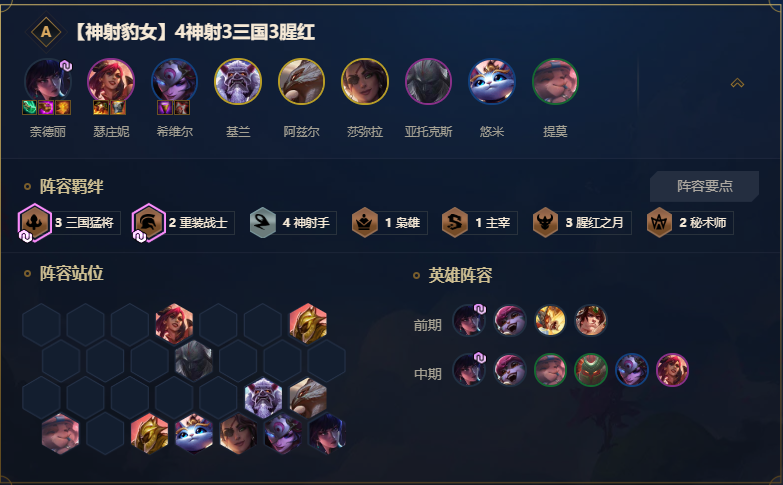 A 【神射豹女】4神射3三国3腥红
奈德丽 瑟庄妮 希维尔 基兰 阿兹尔 莎弥拉 亚托克斯 悠米 提莫
阵容羁绊 阵容要点
3 三国猛将 2 重装战士 4 神射手 1 枭雄 1 主宰 3 腥红之月 2 秘术师
阵容站位 英雄阵容
前期
中期